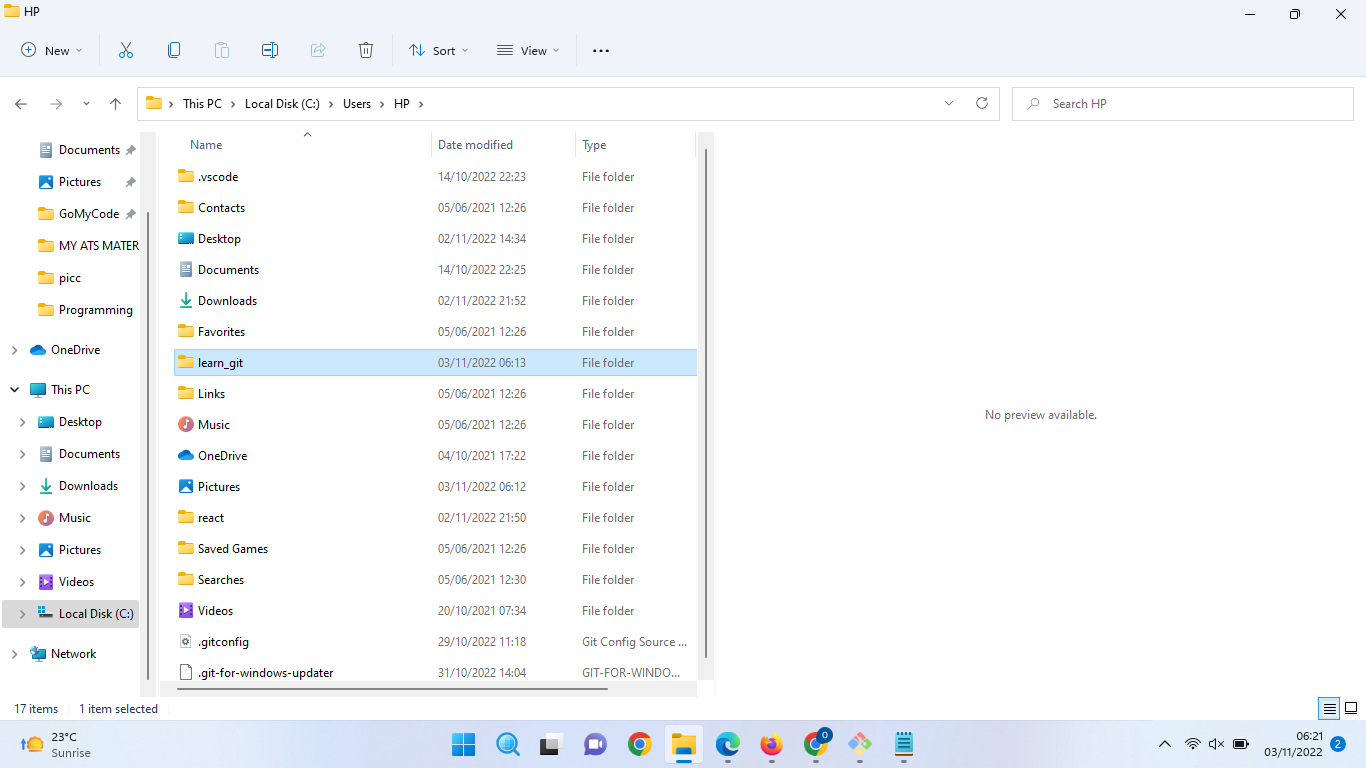 HP
New
Sort
View
This PC
Local Disk (C:)
Users
HP
Search HP
Documents
Pictures
GoMyCode
MY ATS MATER
picc
Programming
OneDrive
This PC
Desktop
Documents
Downloads
Music
Pictures
Videos
Local Disk (C:)
Network
Name Date modified Type
.vscode 14/10/2022 22:23 File folder
Contacts 05/06/2021 12:26 File folder
Desktop 02/11/2022 14:34 File folder
Documents 14/10/2022 22:25 File folder
Downloads 02/11/2022 21:52 File folder
Favorites 05/06/2021 12:26 File folder
learn_git 03/11/2022 06:13 File folder
Links 05/06/2021 12:26 File folder
Music 05/06/2021 12:26 File folder
OneDrive 04/10/2021 17:22 File folder
Pictures 03/11/2022 06:12 File folder
react 02/11/2022 21:50 File folder
Saved Games 05/06/2021 12:26 File folder
Searches 05/06/2021 12:30 File folder
Videos 20/10/2021 07:34 File folder
.gitconfig 29/10/2022 11:18 Git Config Source ...
.git-for-windows-updater 31/10/2022 14:04 GIT-FOR-WINDO...
No preview available.
17 items 1 item selected
23°C
Sunrise
0
06:21
03/11/2022
2